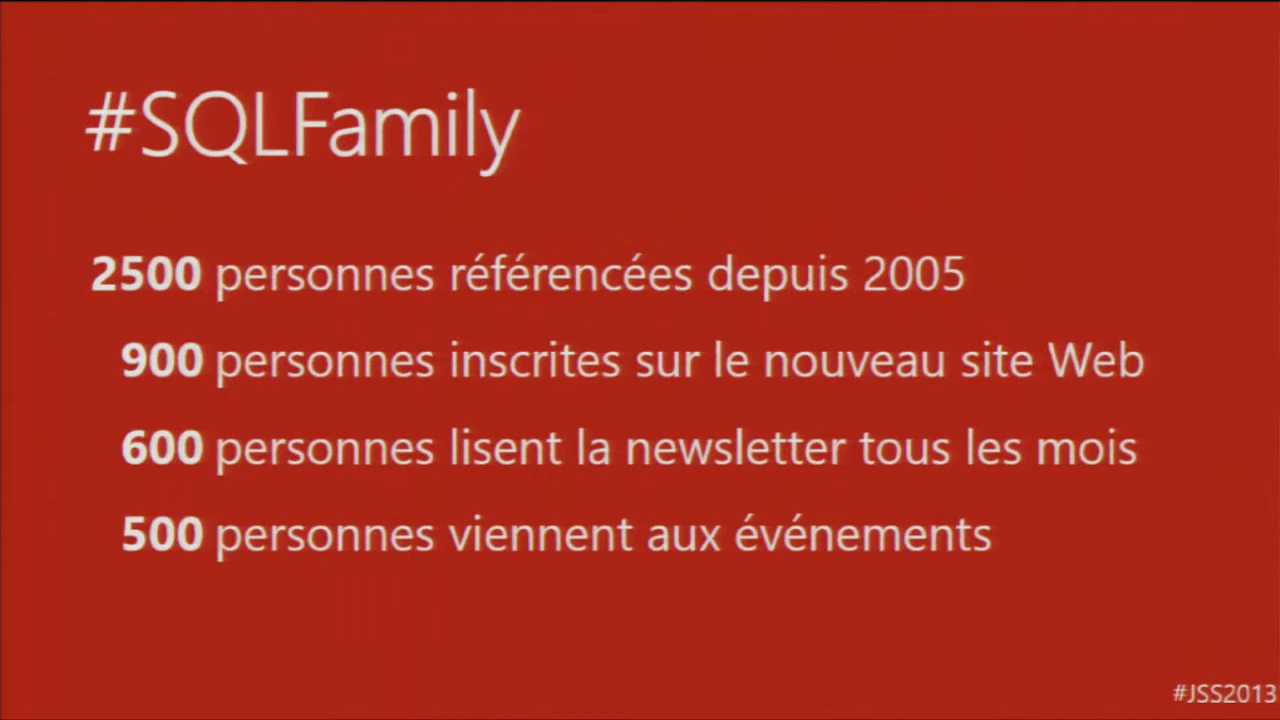 #SQLFamily
2500 personnes référencées depuis 2005
900 personnes inscrites sur le nouveau site Web
600 personnes lisent la newsletter tous les mois
500 personnes viennent aux événements
#JSS2013